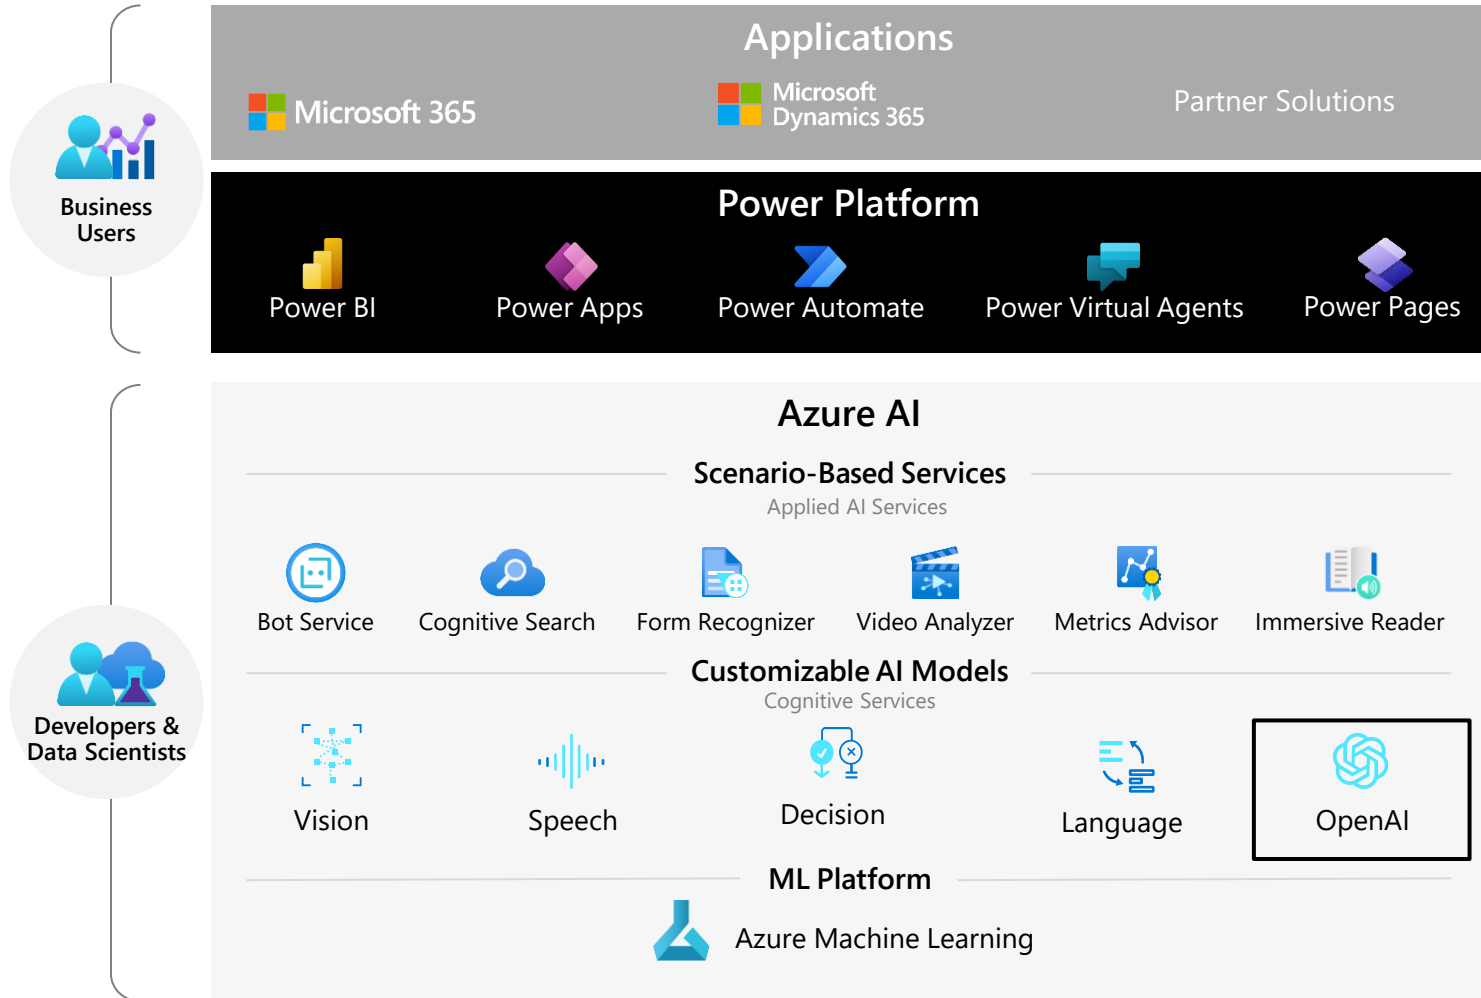 Applications
Microsoft 365
Microsoft
Dynamics 365
Partner Solutions
Business
Users
Power Platform
Power BI
Power Apps
Power Automate
Power Virtual Agents
Power Pages
Azure AI
Scenario-Based Services
Applied AI Services
Bot Service
Cognitive Search
Form Recognizer
Video Analyzer
Metrics Advisor
Immersive Reader
Developers &
Data Scientists
Customizable AI Models
Cognitive Services
Vision
Speech
Decision
Language
OpenAI
ML Platform
Azure Machine Learning